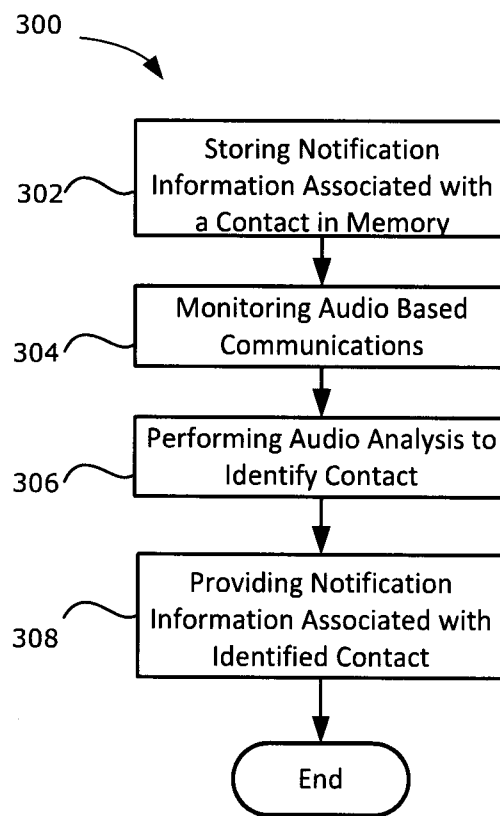 300
302
Storing Notification
Information Associated with
a Contact in Memory
304
Monitoring Audio Based
Communications
306
Performing Audio Analysis to
Identify Contact
308
Providing Notification
Information Associated with
Identified Contact
End